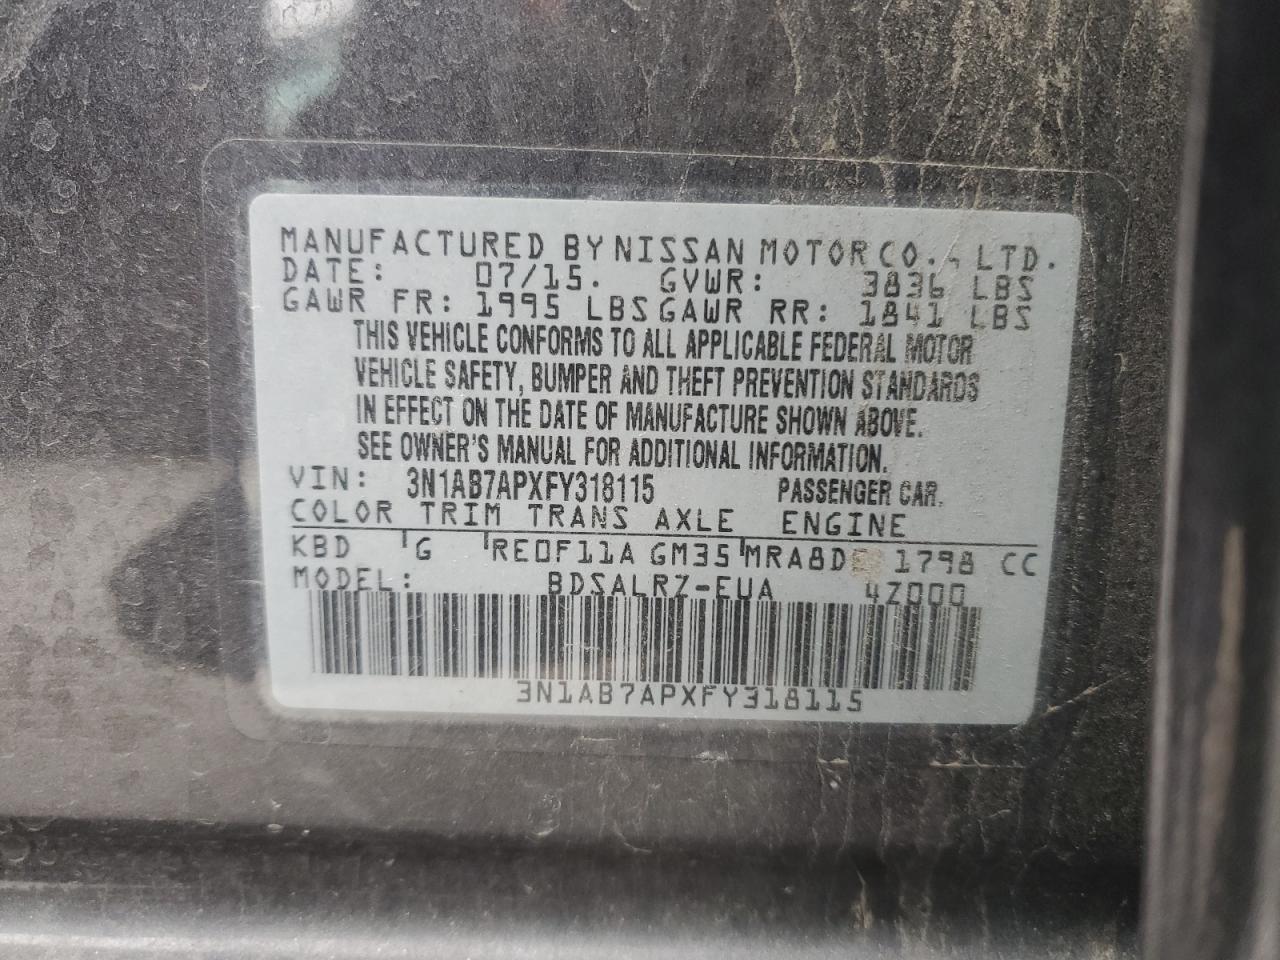 MANUFACTURED BY NISSAN MOTOR CO., LTD.
DATE: 07/15. GVWR: 3836 LBS
GAWR FR: 1995 LBS GAWR RR: 1841 LBS
THIS VEHICLE CONFORMS TO ALL APPLICABLE FEDERAL MOTOR
VEHICLE SAFETY, BUMPER AND THEFT PREVENTION STANDARDS
IN EFFECT ON THE DATE OF MANUFACTURE SHOWN ABOVE.
SEE OWNER'S MANUAL FOR ADDITIONAL INFORMATION.
VIN: 3N1AB7APXFY318115 PASSENGER CAR.
COLOR TRIM TRANS AXLE ENGINE
KBD G RE0F11A GM35 MRA8DE 1798 CC
MODEL: BDSALRZ-EUA 4Z000
3N1AB7APXFY318115